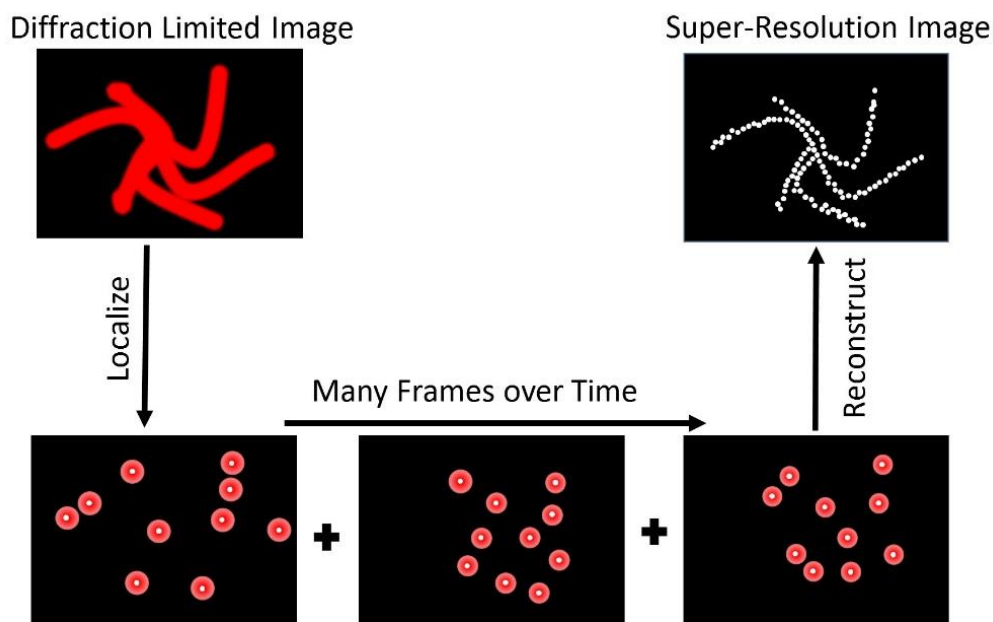 Diffraction Limited Image
Super-Resolution Image
Localize
Many Frames over Time
Reconstruct